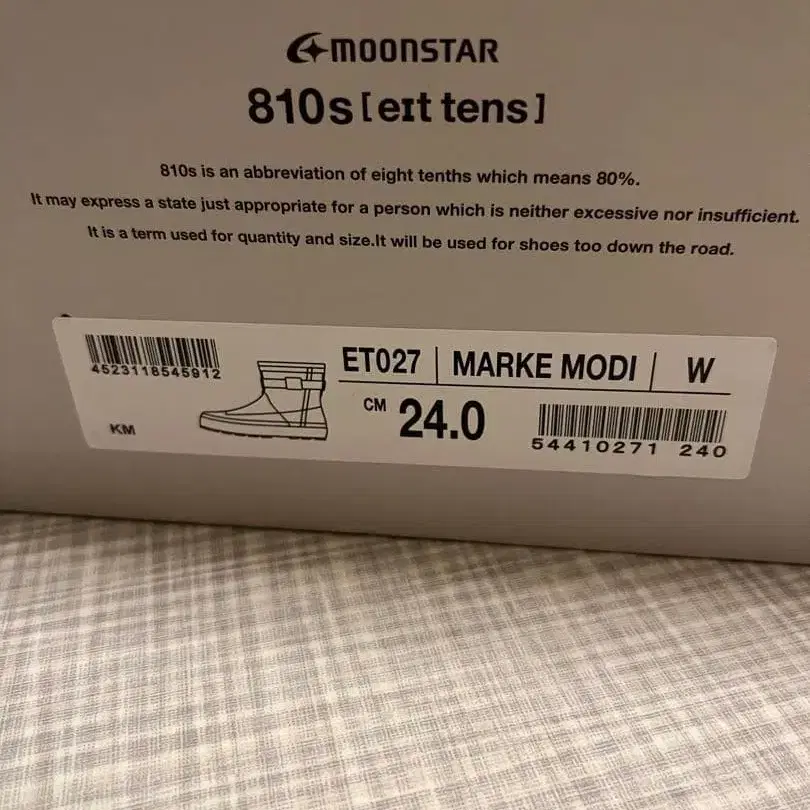 MOONSTAR
810s [eɪt tens]
810s is an abbreviation of eight tenths which means 80%.
It may express a state just appropriate for a person which is neither excessive nor insufficient.
It is a term used for quantity and size.It will be used for shoes too down the road.
4523118545912
ET027 | MARKE MODI | W
CM 24.0
54410271 240
KM